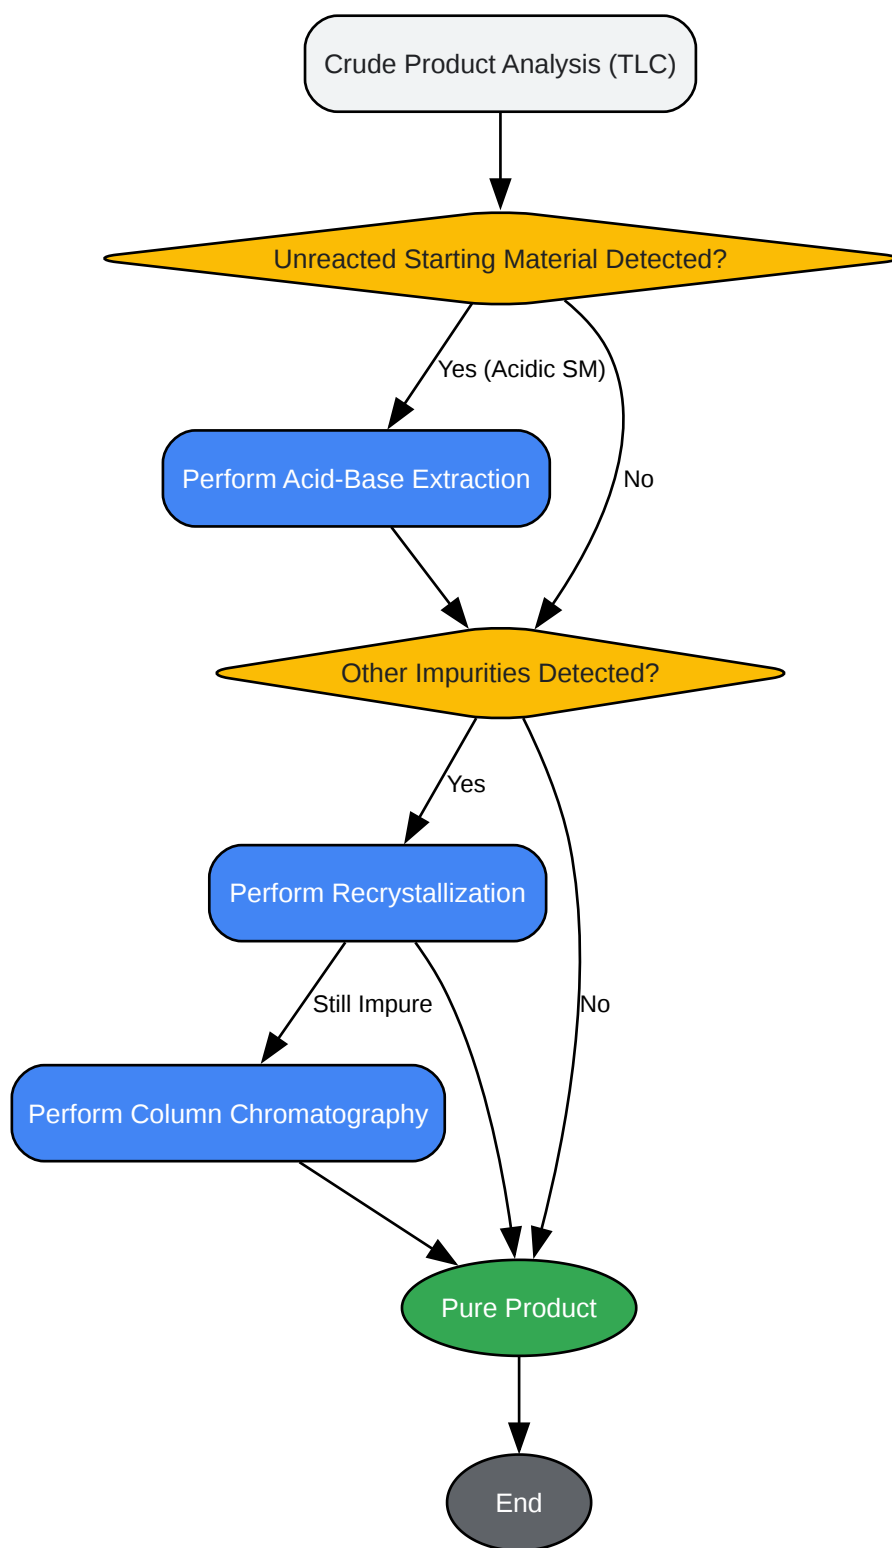 Crude Product Analysis (TLC)
Unreacted Starting Material Detected?
Yes (Acidic SM)
Perform Acid-Base Extraction
No
Other Impurities Detected?
Yes
Perform Recrystallization
Still Impure
No
Perform Column Chromatography
Pure Product
End